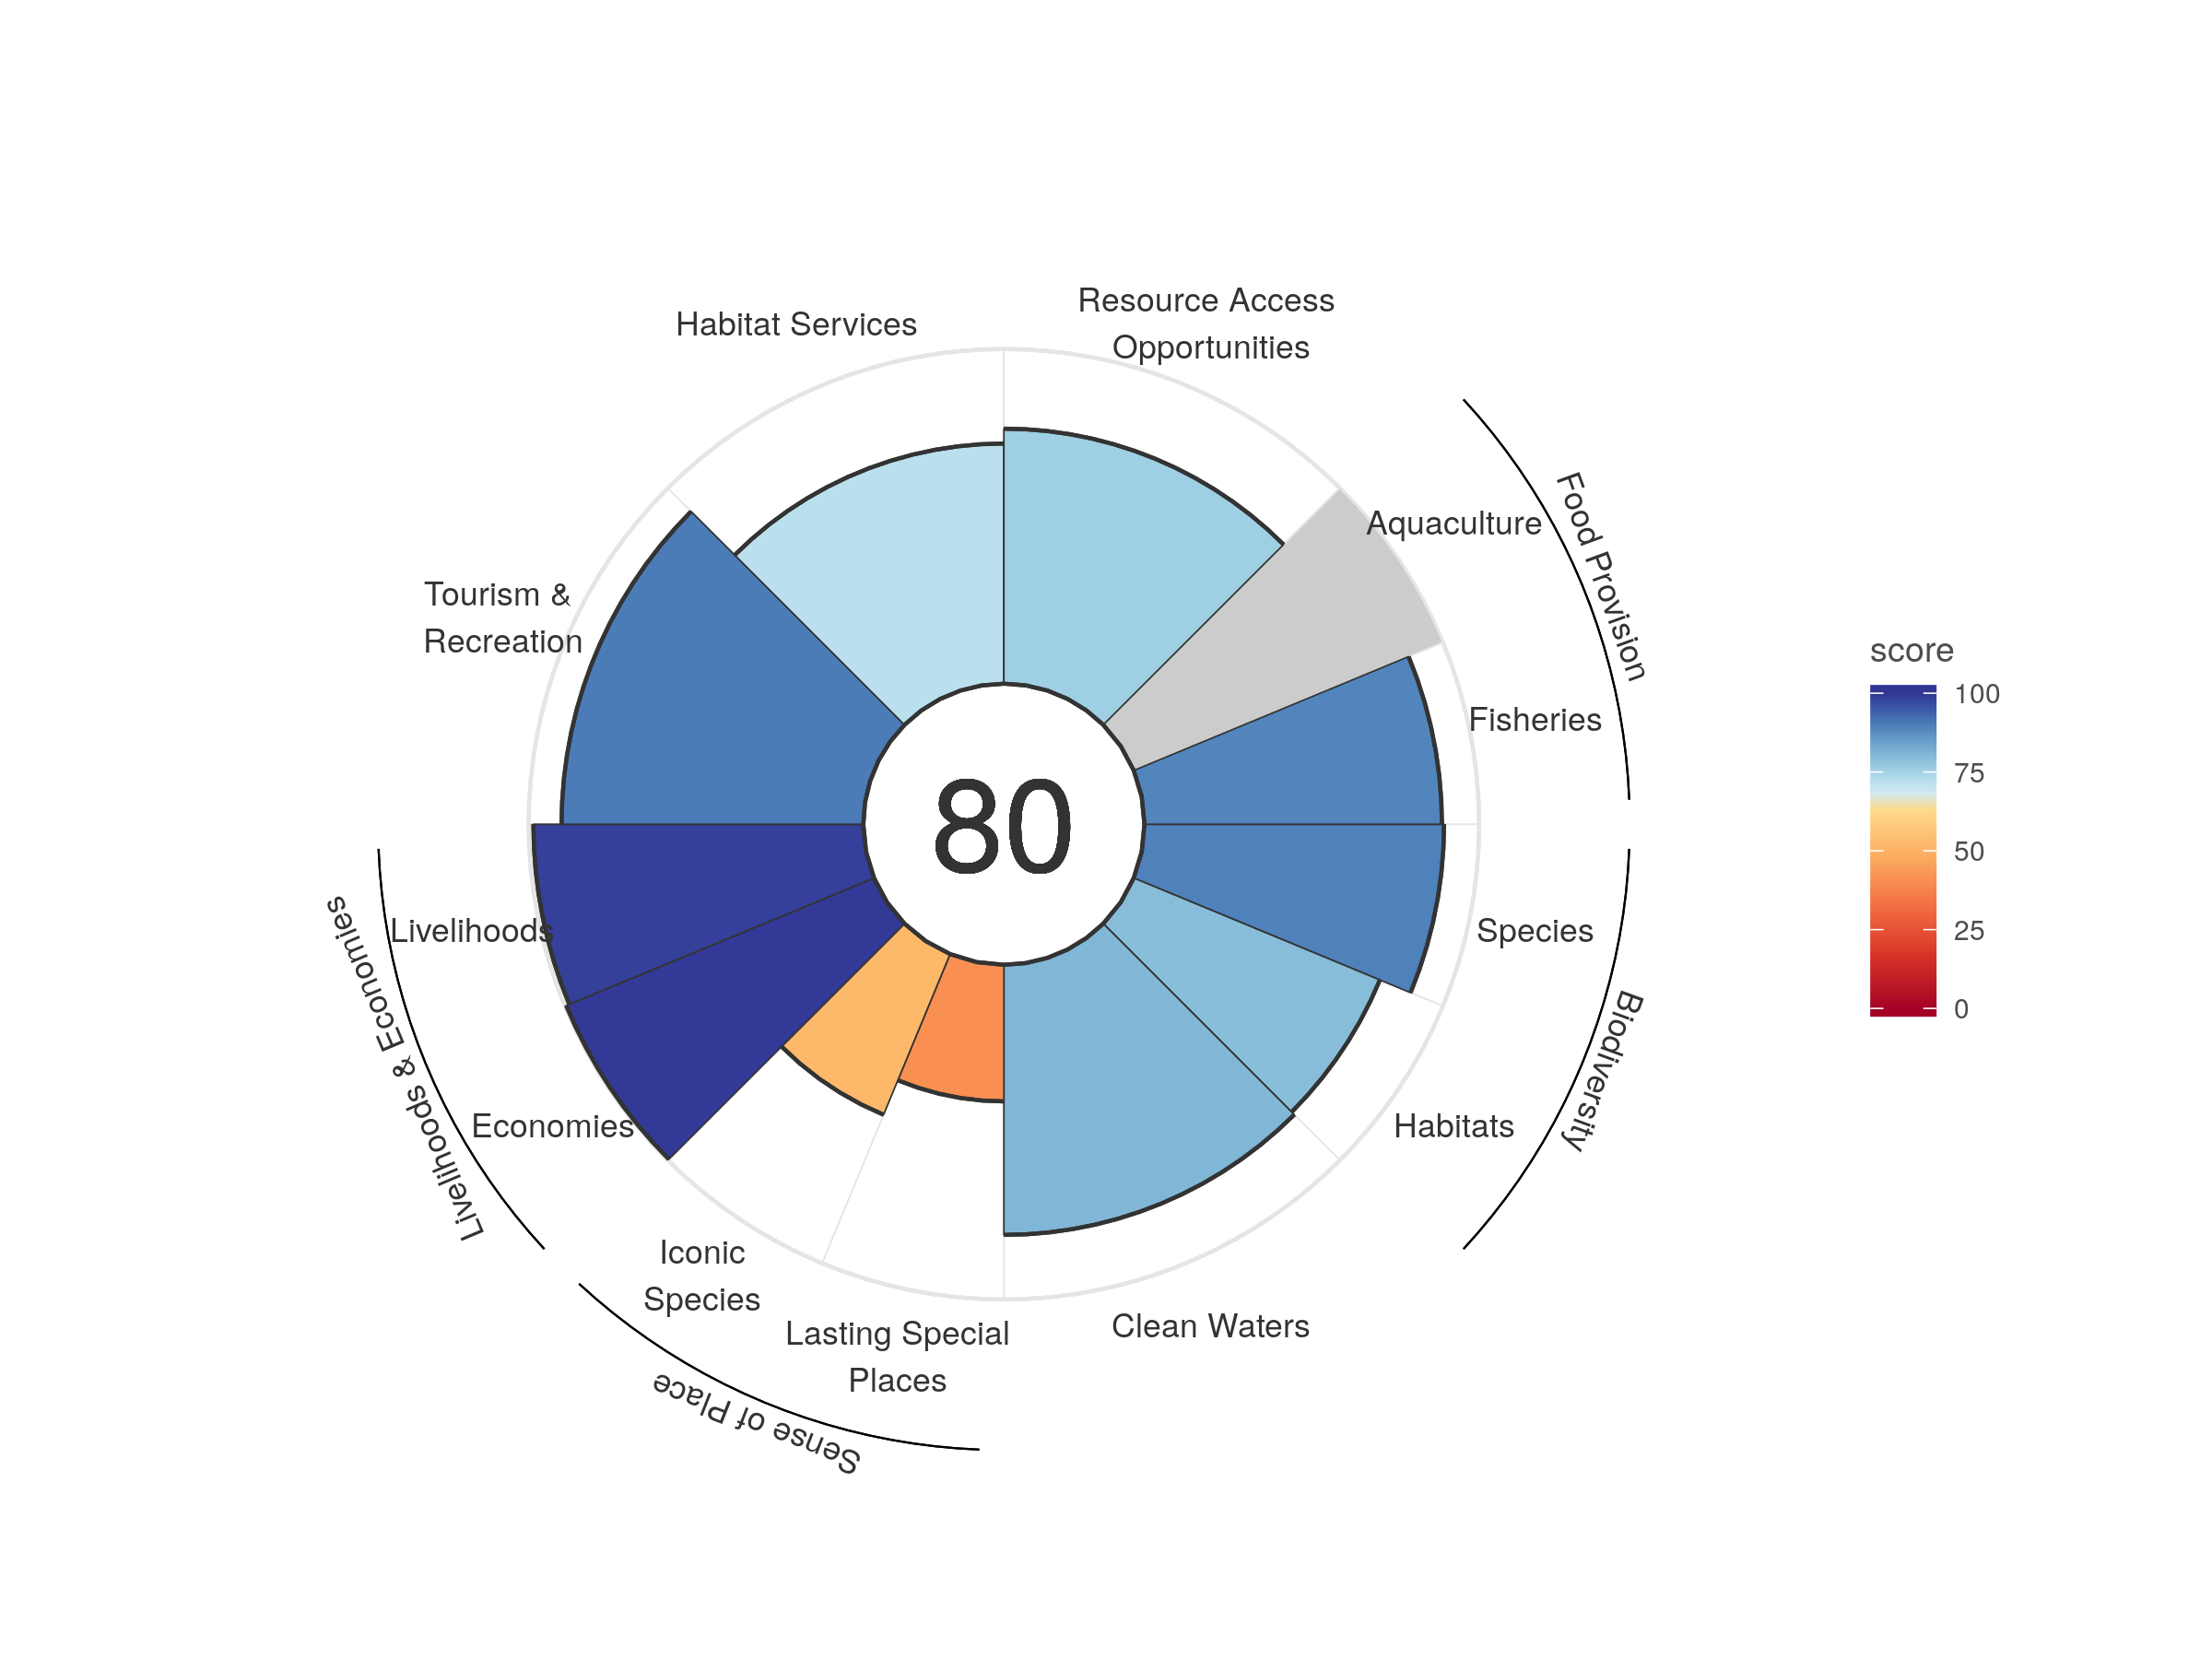 Resource Access
Opportunities
Habitat Services
Aquaculture
Food Provision
Tourism &
Recreation
Fisheries
score
100
75
50
25
0
80
Livelihoods
Species
Livelihoods & Economies
Biodiversity
Economies
Habitats
Iconic
Species
Lasting Special
Places
Clean Waters
Sense of Place